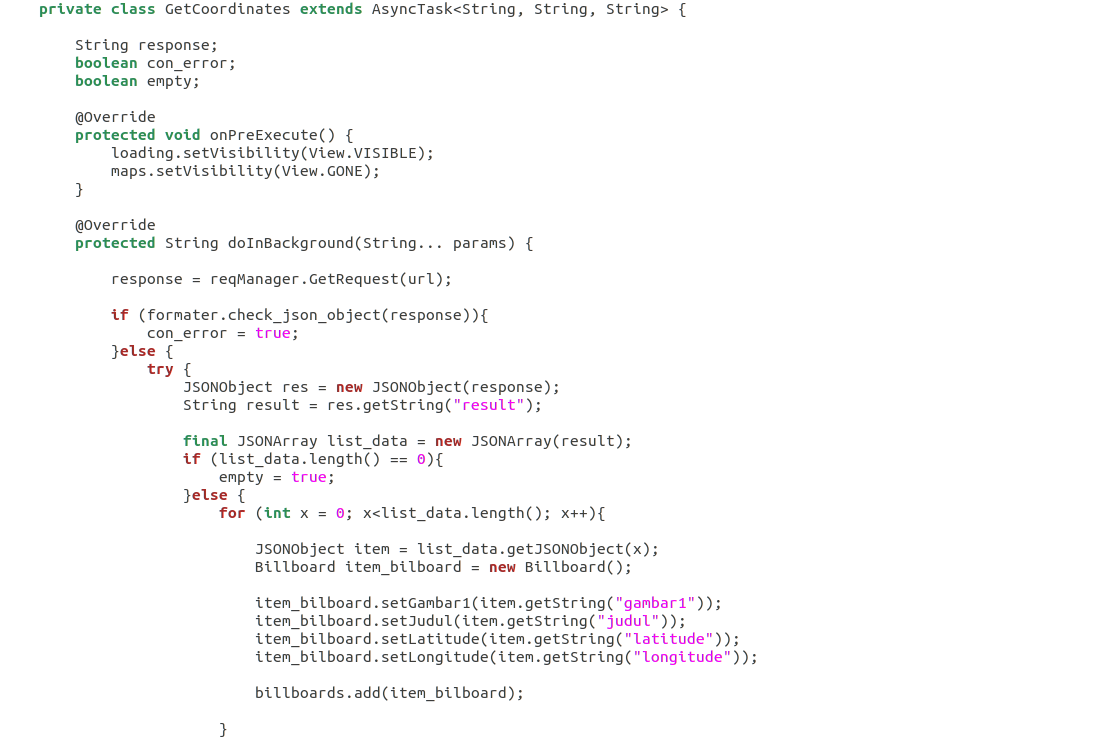 private class GetCoordinates extends AsyncTask<String, String, String> {
String response;
boolean con_error;
boolean empty;
@Override
protected void onPreExecute() {
loading.setVisibility(View.VISIBLE);
maps.setVisibility(View.GONE);
}
@Override
protected String doInBackground(String... params) {
response = reqManager.GetRequest(url);
if (formater.check_json_object(response)){
con_error = true;
}else {
try {
JSONObject res = new JSONObject(response);
String result = res.getString("result");
final JSONArray list_data = new JSONArray(result);
if (list_data.length() == 0){
empty = true;
}else {
for (int x = 0; x<list_data.length(); x++){
JSONObject item = list_data.getJSONObject(x);
Billboard item_bilboard = new Billboard();
item_bilboard.setGambar1(item.getString("gambar1"));
item_bilboard.setJudul(item.getString("judul"));
item_bilboard.setLatitude(item.getString("latitude"));
item_bilboard.setLongitude(item.getString("longitude"));
billboards.add(item_bilboard);
}